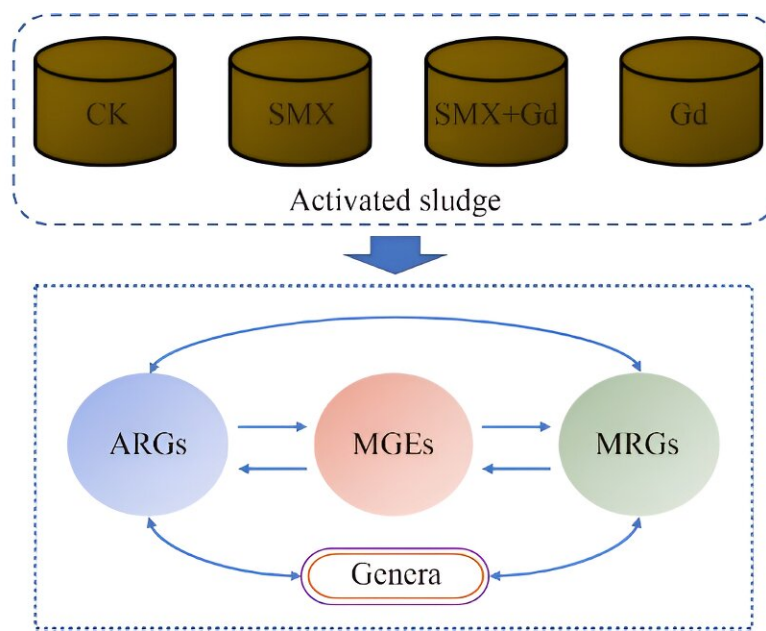 CK
SMX
SMX+Gd
Gd
Activated sludge
ARGs
MGEs
MRGs
Genera